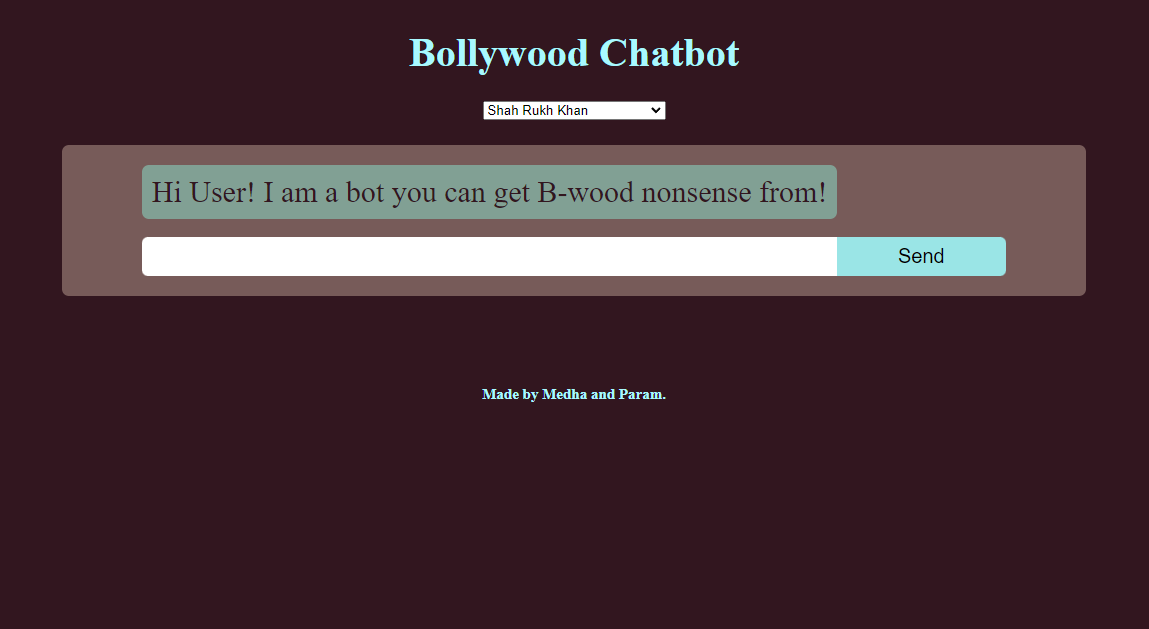 Bollywood Chatbot
Shah Rukh Khan
Hi User! I am a bot you can get B-wood nonsense from!
Send
Made by Medha and Param.